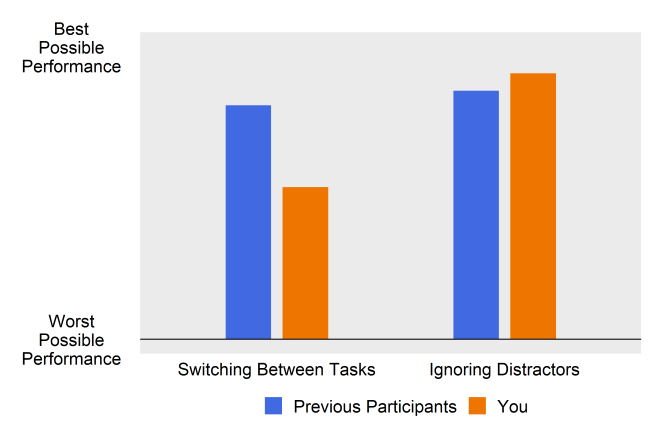 Best
Possible
Performance
Worst
Possible
Performance
Switching Between Tasks
Ignoring Distractors
Previous Participants
You